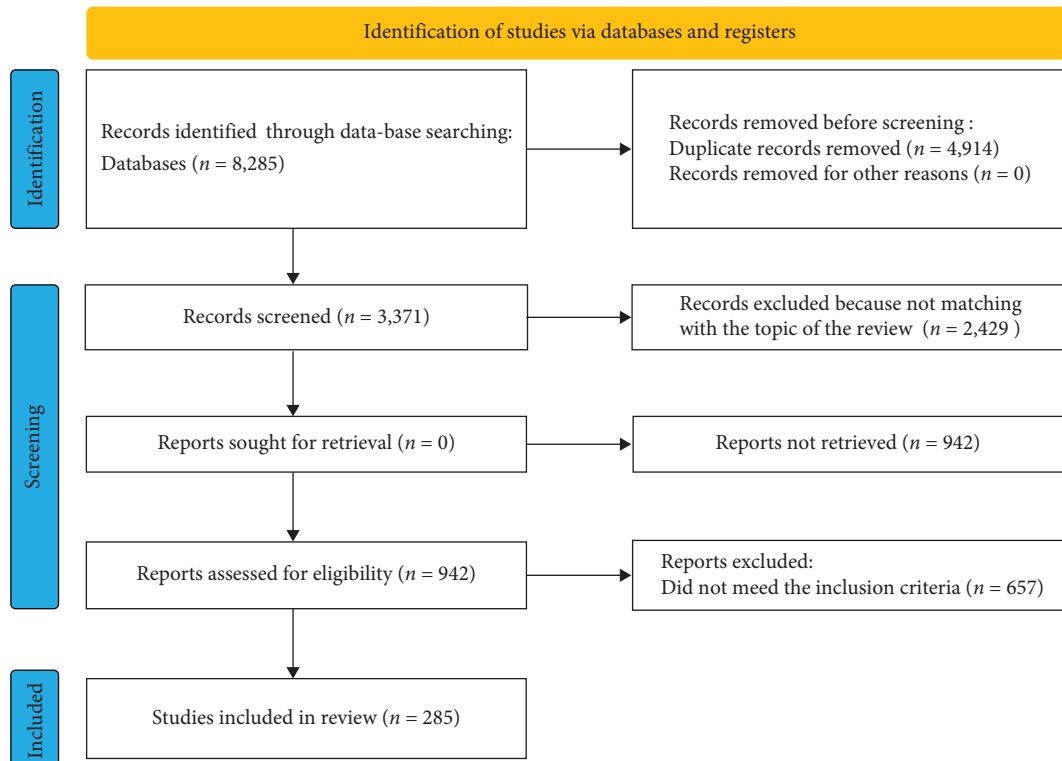 Identification of studies via databases and registers
Identification
Records identified through data-base searching:
Databases (n = 8,285)
Records removed before screening :
Duplicate records removed (n = 4,914)
Records removed for other reasons (n = 0)
Screening
Records screened (n = 3,371)
Records excluded because not matching
with the topic of the review (n = 2,429 )
Reports sought for retrieval (n = 0)
Reports not retrieved (n = 942)
Reports assessed for eligibility (n = 942)
Reports excluded:
Did not meed the inclusion criteria (n = 657)
Included
Studies included in review (n = 285)